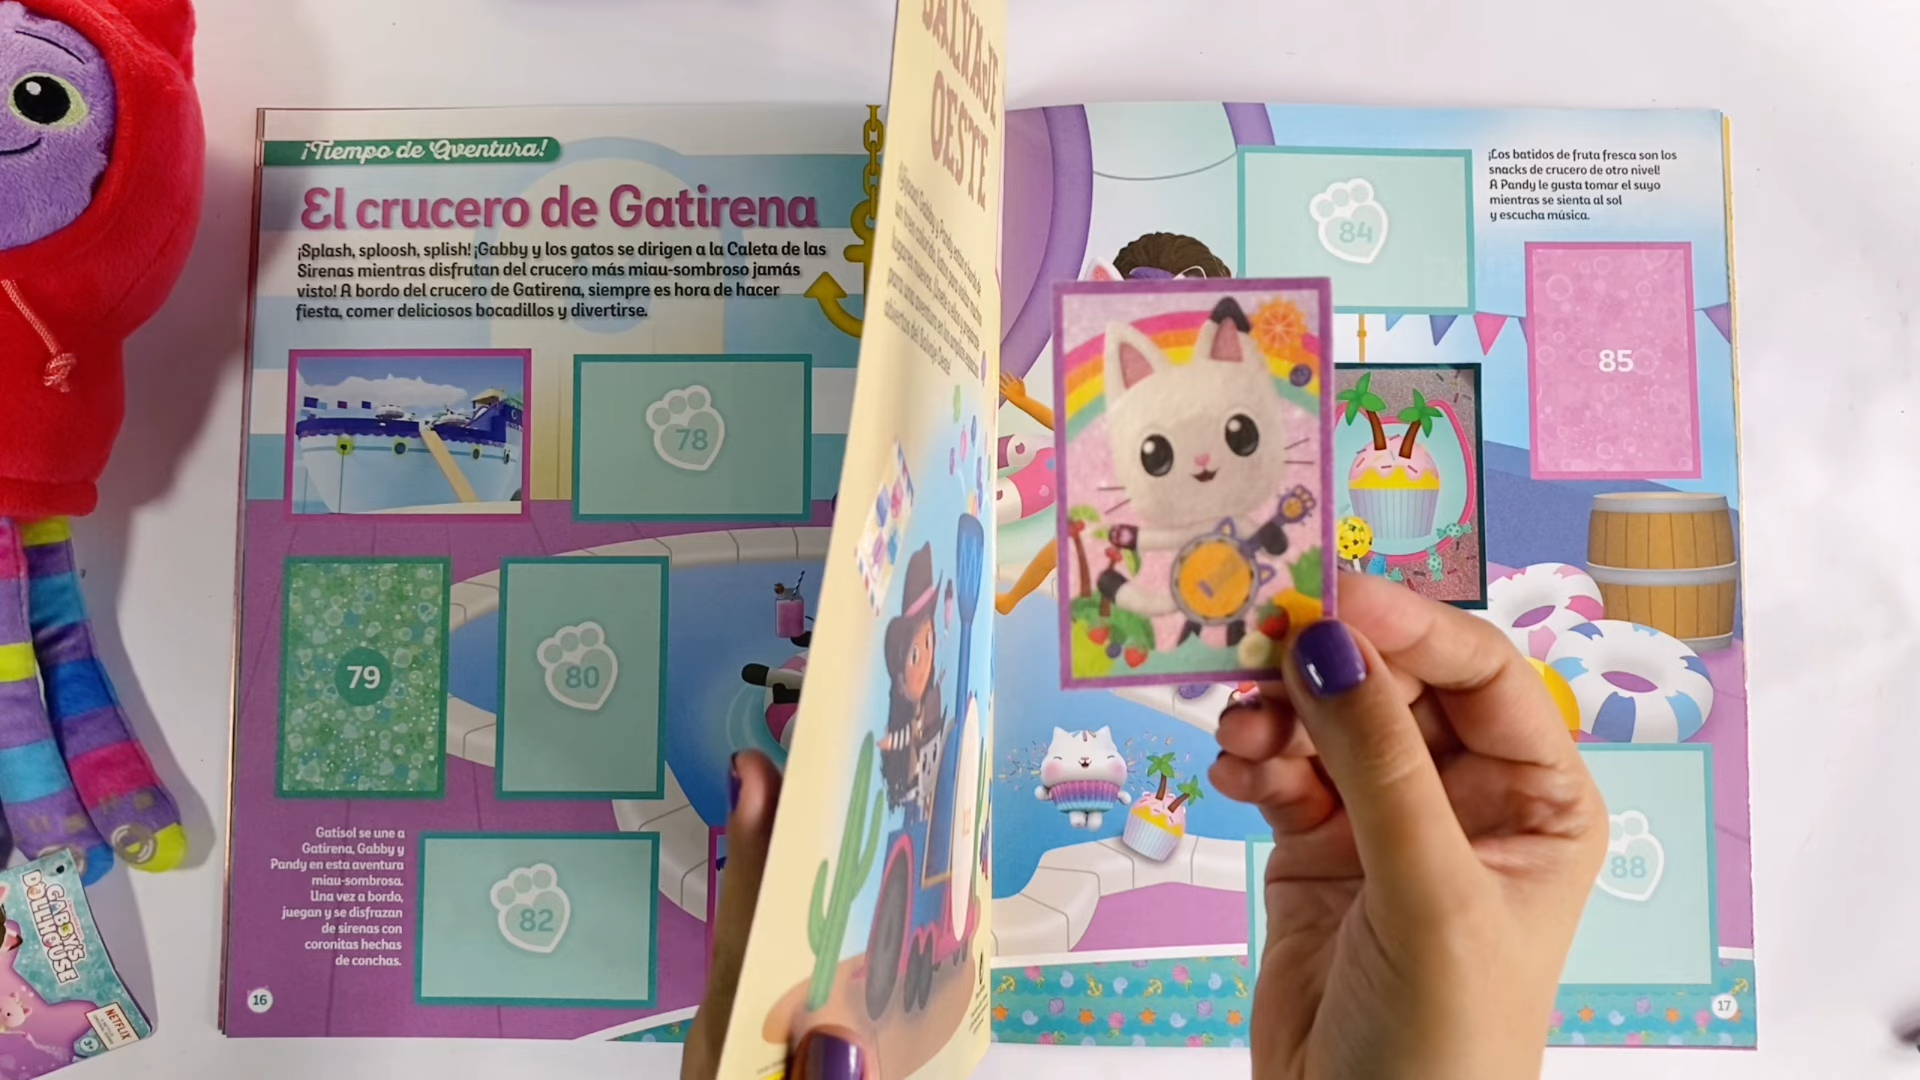 ¡Tiempo de Aventura!
El crucero de Gatirena
¡Splash, sploosh, splish! ¡Gabby y los gatos se dirigen a la Caleta de las
Sirenas mientras disfrutan del crucero más miau-sombroso jamás
visto! A bordo del crucero de Gatirena, siempre es hora de hacer
fiesta, comer deliciosos bocadillos y divertirse.
78
79
80
Gatisol se une a
Gatirena, Gabby y
Pandy en esta aventura
miau-sombrosa.
Una vez a bordo,
juegan y se disfrazan
de sirenas con
coronitas hechas
de conchas.
82
16
SALVAJE
OESTE
84
¡Los batidos de fruta fresca son los
snacks de crucero de otro nivel!
A Pandy le gusta tomar el suyo
mientras se sienta al sol
y escucha música.
85
88
17
GABBY'S
DOLLHOUSE
NETFLIX
3+